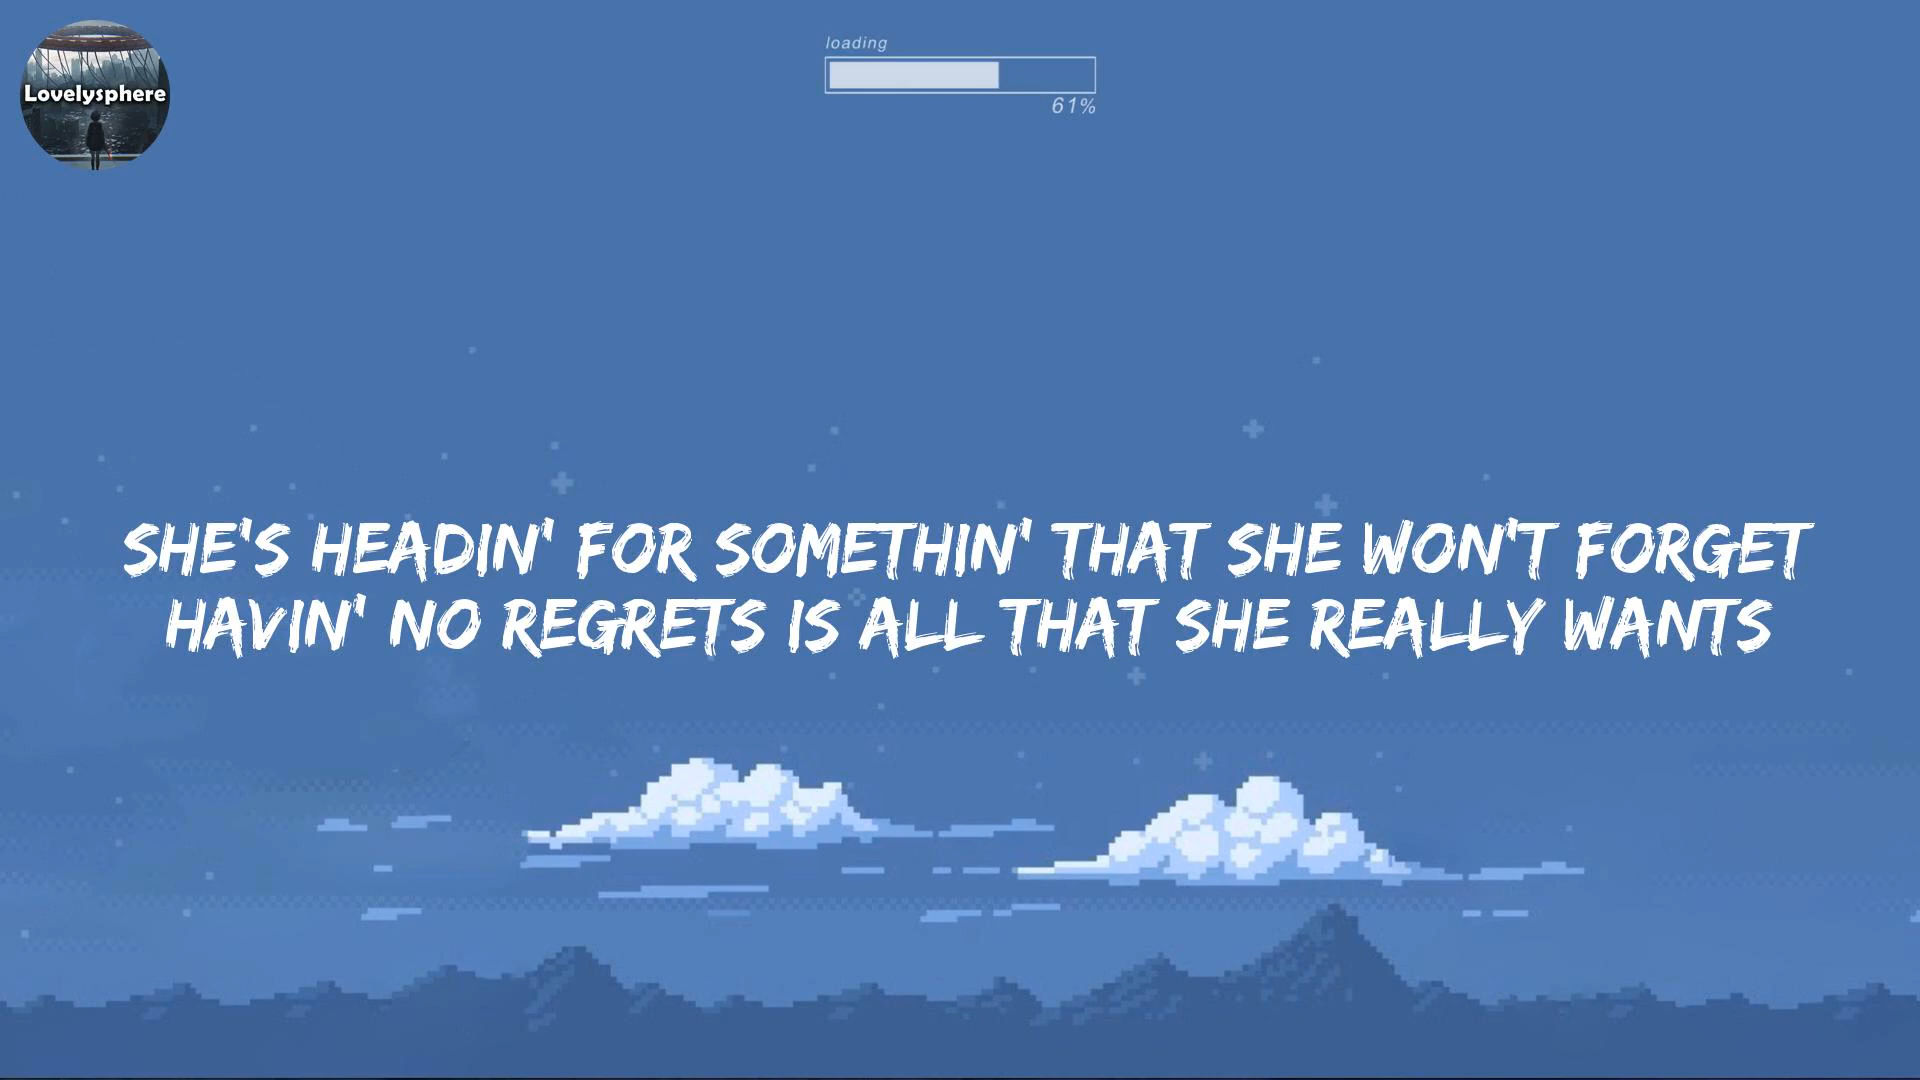 Lovelysphere
loading
61%
SHE'S HEADIN' FOR SOMETHIN' THAT SHE WON'T FORGET
HAVIN' NO REGRETS IS ALL THAT SHE REALLY WANTS